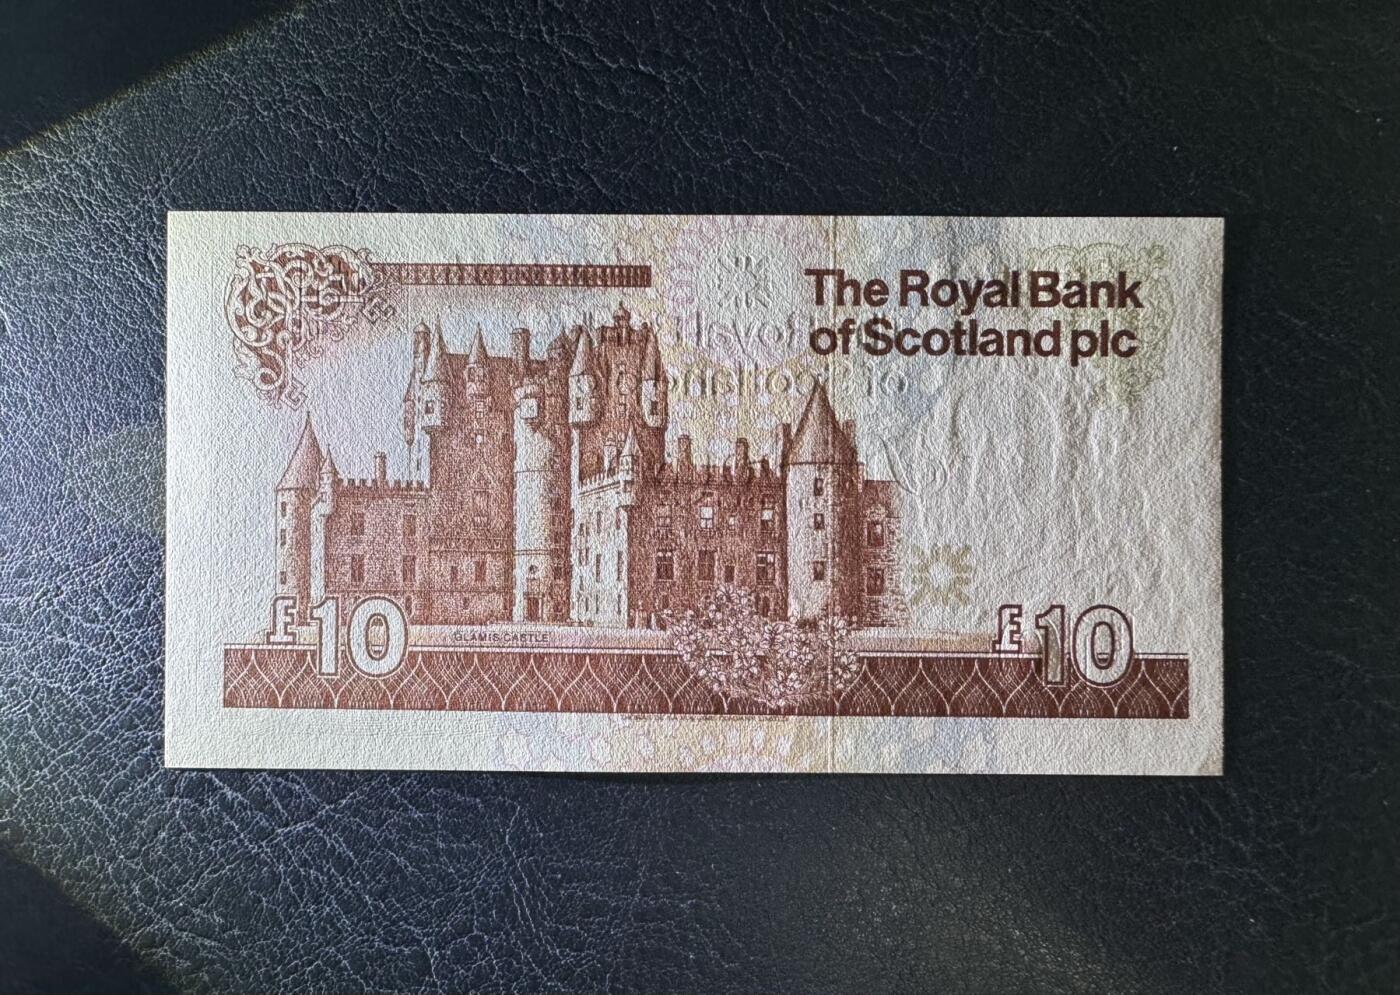 The Royal Bank
of Scotland plc
GLAMIS CASTLE
£10
£10